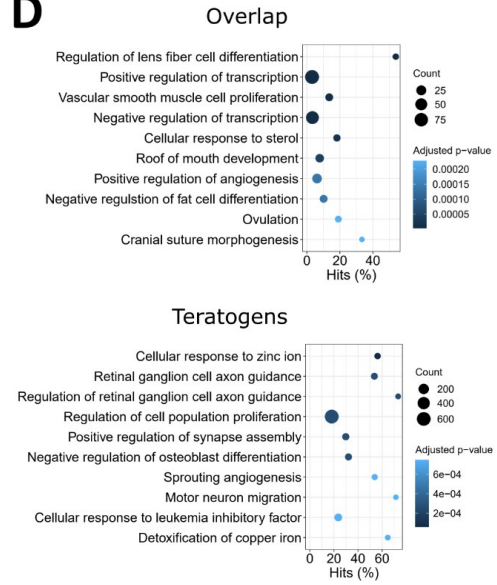 D
Overlap
Regulation of lens fiber cell differentiation
Positive regulation of transcription
Vascular smooth muscle cell proliferation
Negative regulation of transcription
Cellular response to sterol
Roof of mouth development
Positive regulation of angiogenesis
Negative regulstion of fat cell differentiation
Ovulation
Cranial suture morphogenesis
0 20 40
Hits (%)
Count
25
50
75
Adjusted p-value
0.00020
0.00015
0.00010
0.00005
Teratogens
Cellular response to zinc ion
Retinal ganglion cell axon guidance
Regulation of retinal ganglion cell axon guidance
Regulation of cell population proliferation
Positive regulation of synapse assembly
Negative regulation of osteoblast differentiation
Sprouting angiogenesis
Motor neuron migration
Cellular response to leukemia inhibitory factor
Detoxification of copper iron
0 20 40 60
Hits (%)
Count
200
400
600
Adjusted p-value
6e−04
4e−04
2e−04